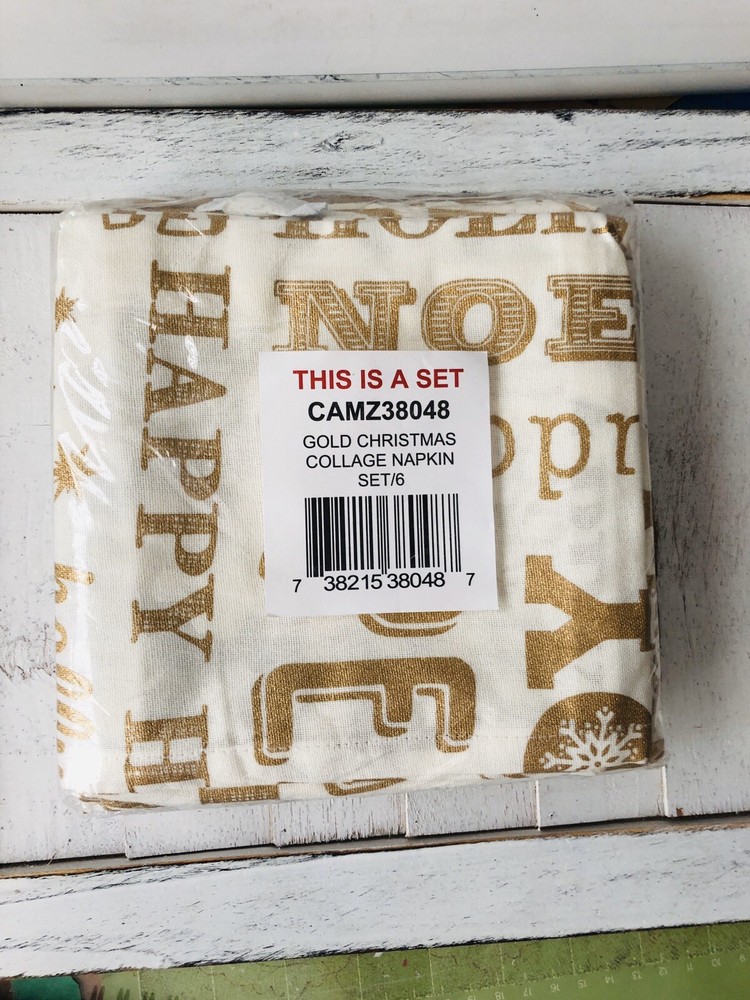 NOE
HAPPY H
THIS IS A SET
CAMZ38048
GOLD CHRISTMAS
COLLAGE NAPKIN
SET/6
7 38215 38048 7
Y
E